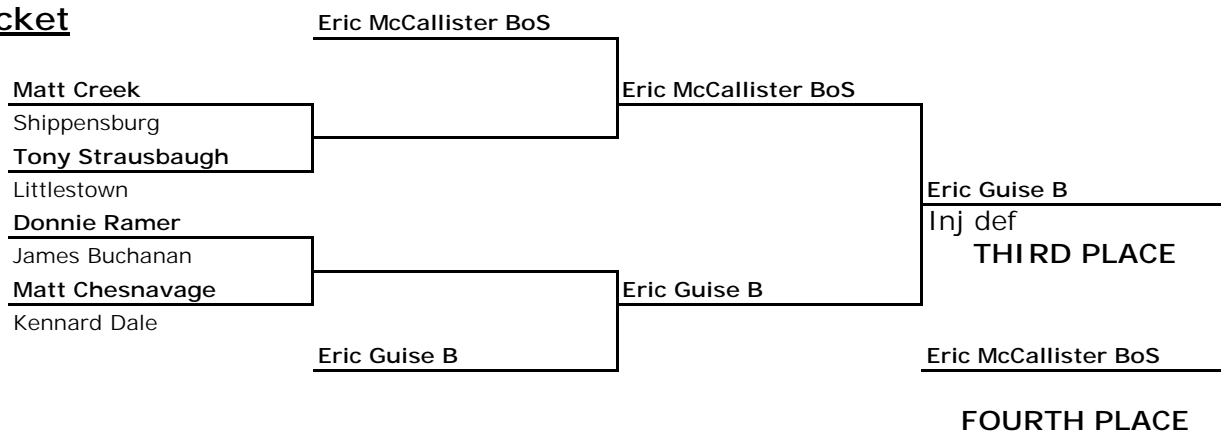 cket
Eric McCallister BoS
Matt Creek
Eric McCallister BoS
Shippensburg
Tony Strausbaugh
Littlestown
Eric Guise B
Donnie Ramer
Inj def
James Buchanan
THIRD PLACE
Matt Chesnavage
Eric Guise B
Kennard Dale
Eric Guise B
Eric McCallister BoS
FOURTH PLACE